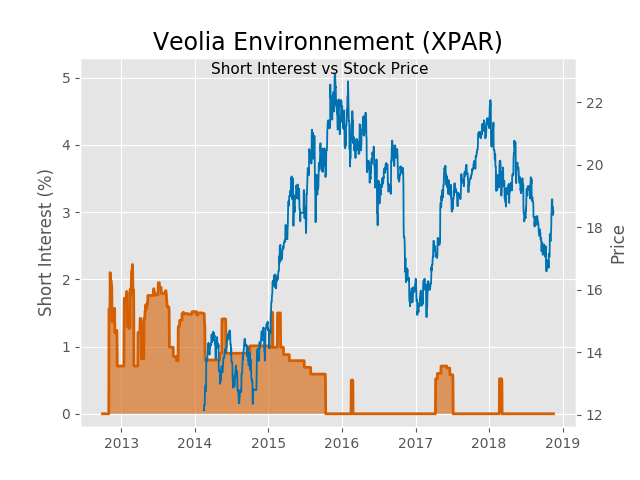 Veolia Environnement (XPAR)
Short Interest vs Stock Price
Short Interest (%)
5
4
3
2
1
0
22
20
18
16
14
12
Price
2013 2014 2015 2016 2017 2018 2019